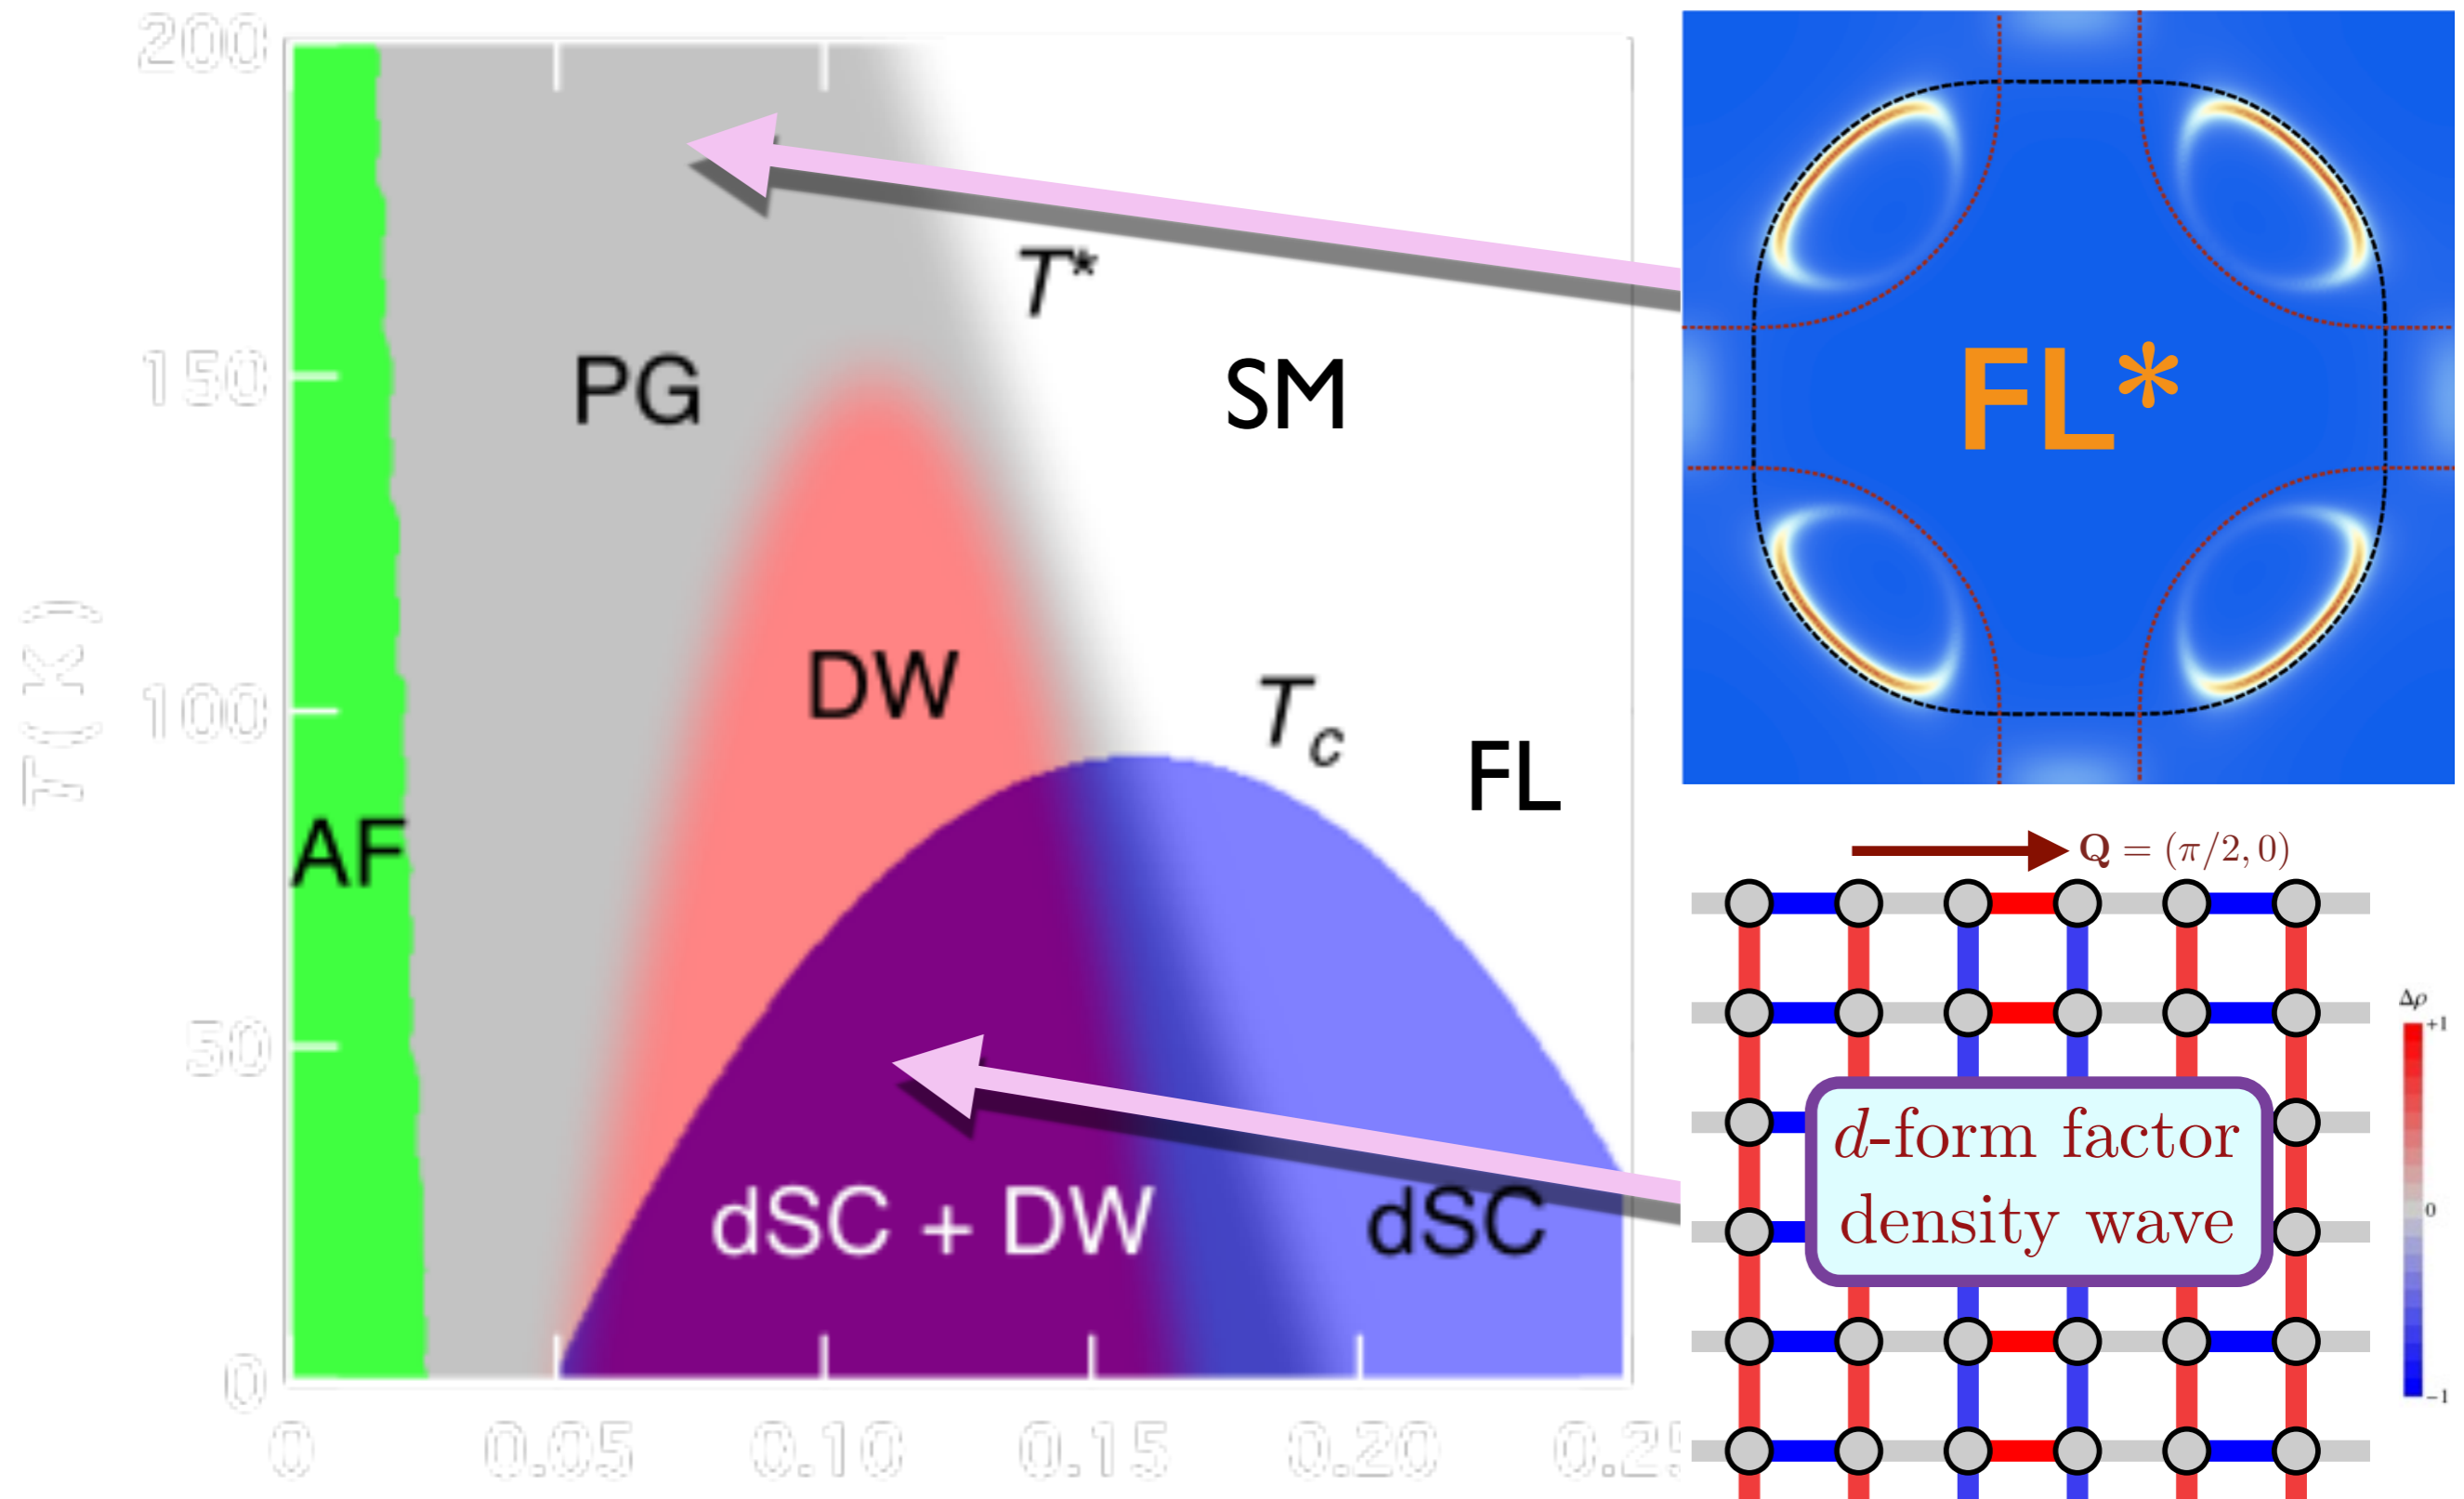 200
150
100
50
0
T(K)
0
0.05
0.10
0.15
0.20
T*
PG
SM
DW
T_c
FL
AF
dSC + DW
dSC
FL*
Q = (π/2, 0)
d-form factor
density wave
Δρ
+1
0
−1